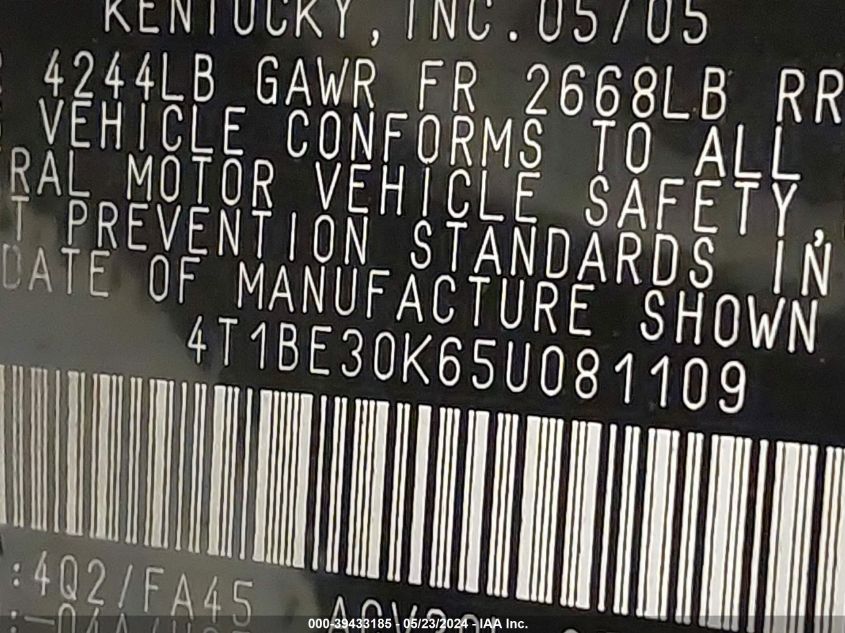 KENTUCKY, INC. 05/05
4244LB GAWR FR 2668LB RR
VEHICLE CONFORMS TO ALL
RAL MOTOR VEHICLE SAFETY,
T PREVENTION STANDARDS IN
DATE OF MANUFACTURE SHOWN
4T1BE30K65U081109
:4Q2/FA45
000-39433185 - 05/23/2024 - IAA Inc.